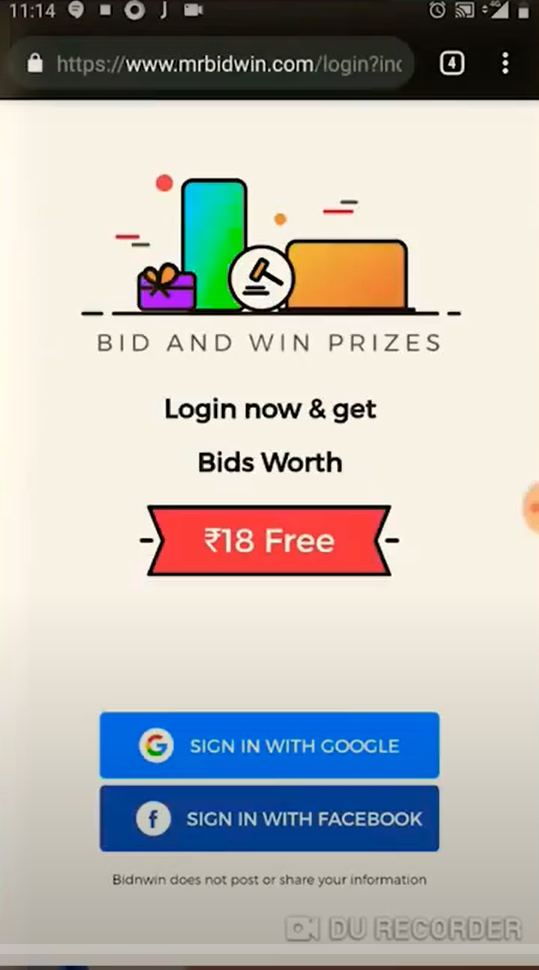 11:14
https://www.mrbidwin.com/login?inc
4
BID AND WIN PRIZES
Login now & get
Bids Worth
₹18 Free
G SIGN IN WITH GOOGLE
f SIGN IN WITH FACEBOOK
Bidnwin does not post or share your information
DU RECORDER